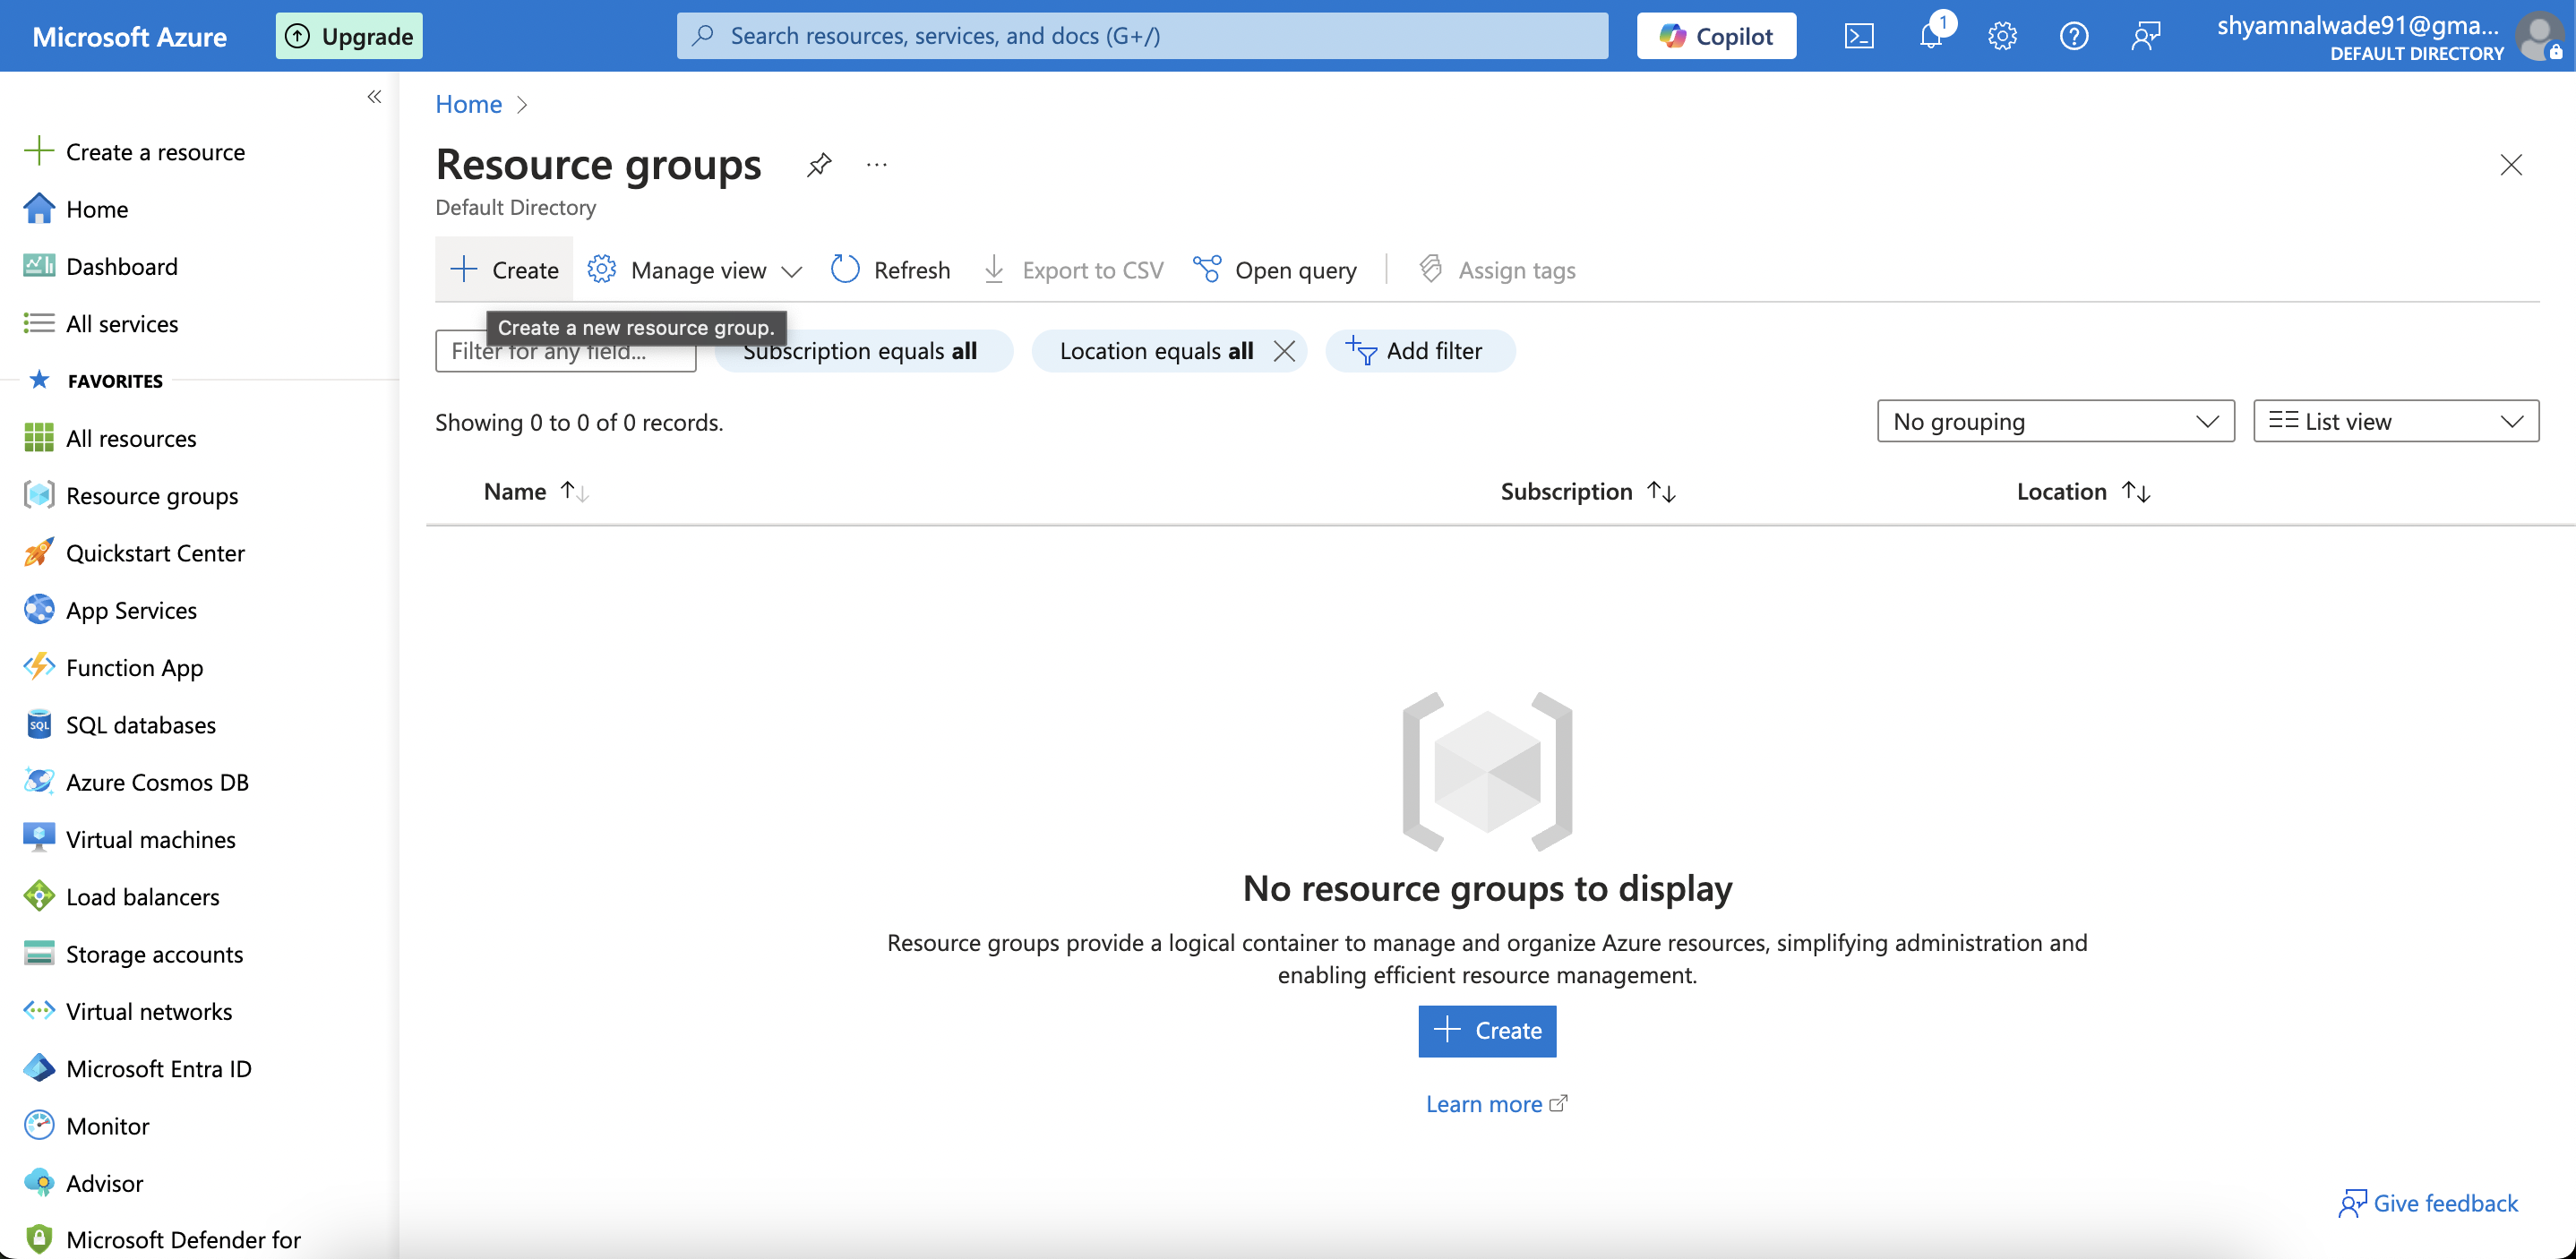 Microsoft Azure
Upgrade
Search resources, services, and docs (G+/)
Copilot
1
shyamnalwade91@gma...
DEFAULT DIRECTORY
Create a resource
Home
Dashboard
All services
FAVORITES
All resources
Resource groups
Quickstart Center
App Services
Function App
SQL databases
Azure Cosmos DB
Virtual machines
Load balancers
Storage accounts
Virtual networks
Microsoft Entra ID
Monitor
Advisor
Microsoft Defender for
Home
Resource groups
Default Directory
Create
Manage view
Refresh
Export to CSV
Open query
Assign tags
Create a new resource group.
Filter for any field...
Subscription equals all
Location equals all
Add filter
Showing 0 to 0 of 0 records.
No grouping
List view
Name
Subscription
Location
No resource groups to display
Resource groups provide a logical container to manage and organize Azure resources, simplifying administration and
enabling efficient resource management.
Create
Learn more
Give feedback